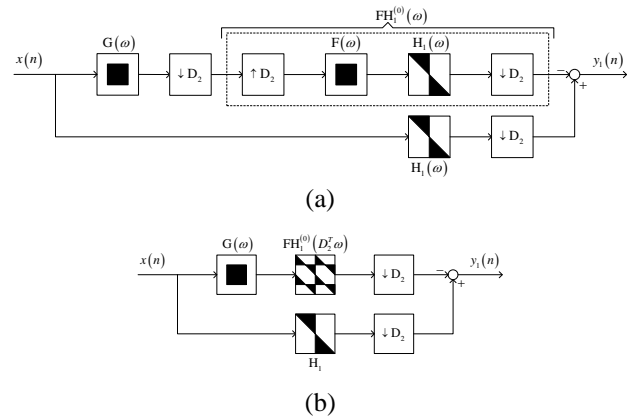 FH₁⁽⁰⁾(ω)
x(n) G(ω) F(ω) H₁(ω) y₁(n)
↓D₂ ↑D₂ ↓D₂ − +
H₁(ω) ↓D₂
(a)
x(n) G(ω) FH₁⁽⁰⁾(D₂ᵀω) y₁(n)
↓D₂ − +
H₁ ↓D₂
(b)